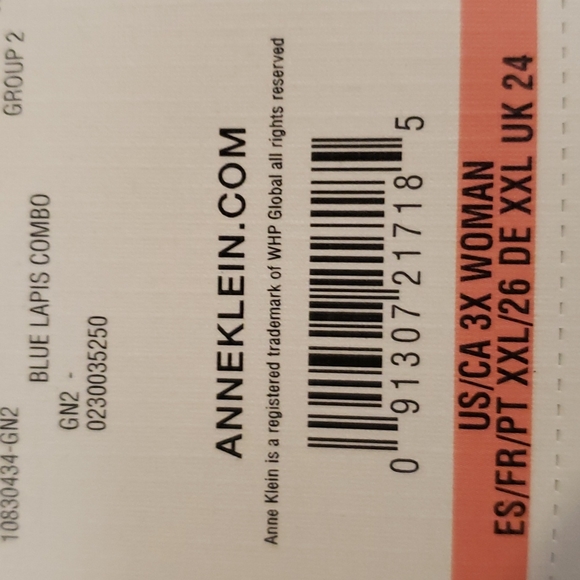 10830434-GN2 GROUP 2
BLUE LAPIS COMBO
GN2 -
0230035250
ANNEKLEIN.COM
Anne Klein is a registered trademark of WHP Global all rights reserved
0 91307 21718 5
US/CA 3X WOMAN
ES/FR/PT XXL/26 DE XXL UK 24